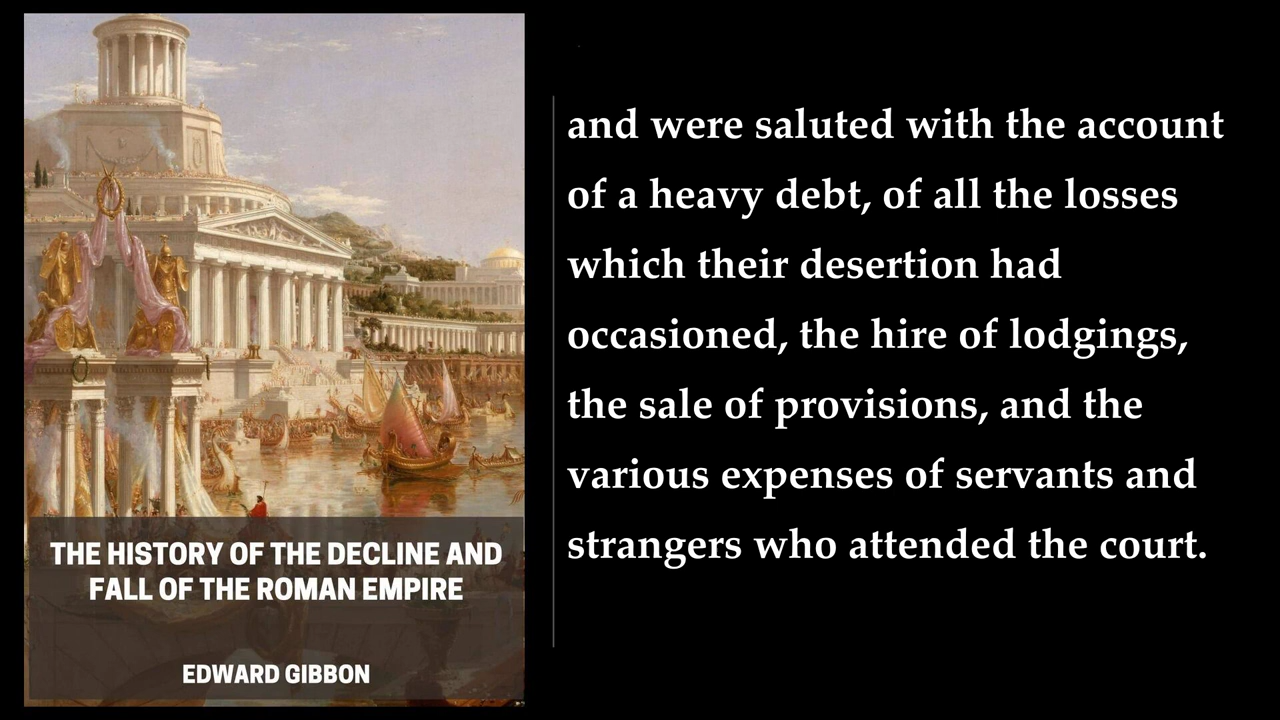 THE HISTORY OF THE DECLINE AND
FALL OF THE ROMAN EMPIRE
EDWARD GIBBON
and were saluted with the account
of a heavy debt, of all the losses
which their desertion had
occasioned, the hire of lodgings,
the sale of provisions, and the
various expenses of servants and
strangers who attended the court.